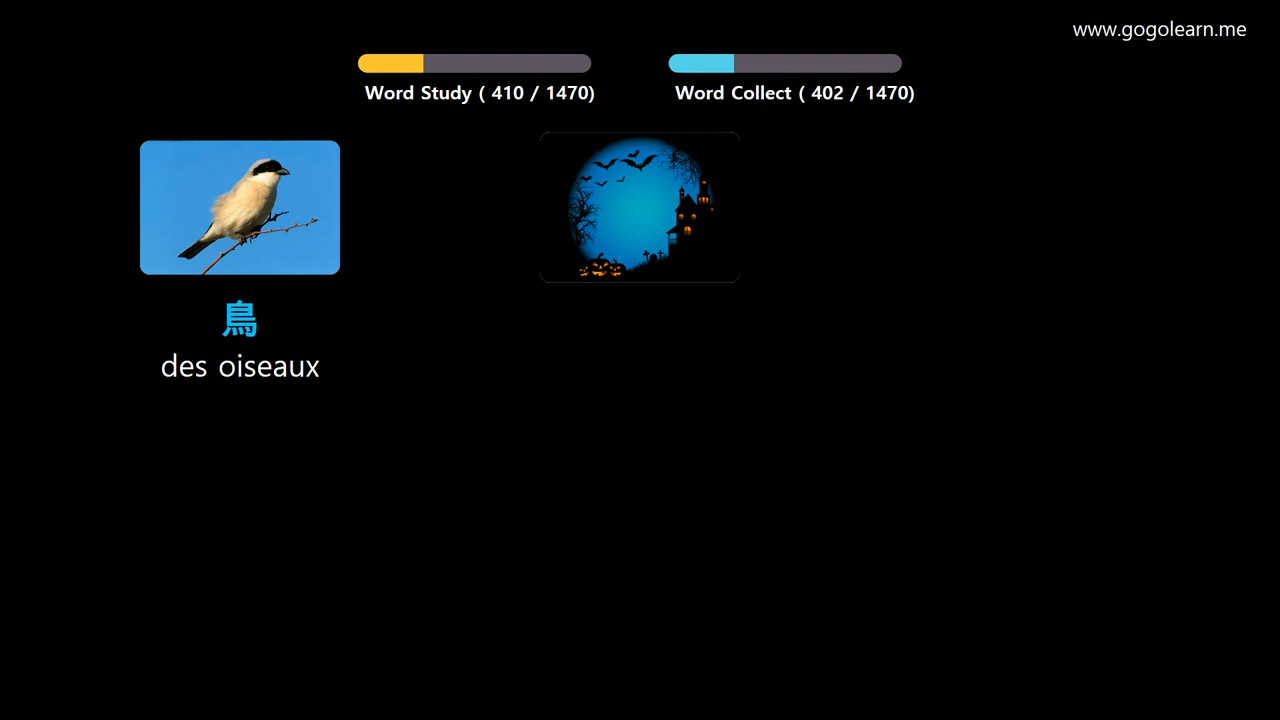 www.gogolearn.me
Word Study ( 410 / 1470)
Word Collect ( 402 / 1470)
鳥
des oiseaux